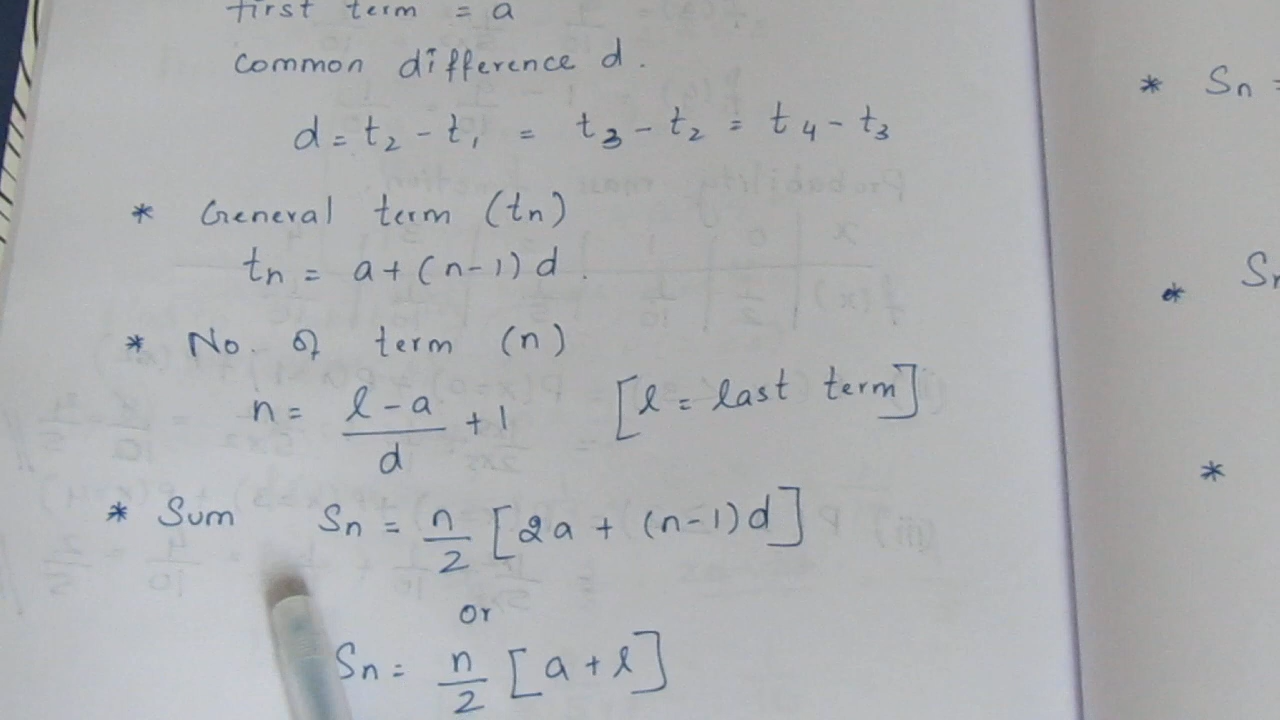 first term = a
common difference d.
d = t₂ - t₁ = t₃ - t₂ = t₄ - t₃
* General term (tn)
tn = a + (n-1) d.
* No. of term (n)
n = l - a / d + 1 [l = last term]
* Sum Sn = n/2 [2a + (n-1)d]
or
Sn = n/2 [a + l]
* Sn =
* Sn
*